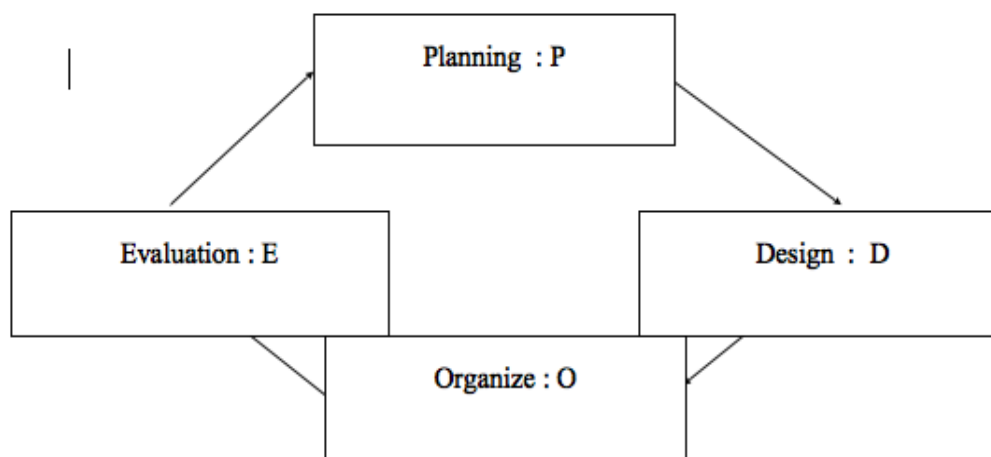 Planning : P
Evaluation : E
Design : D
Organize : O